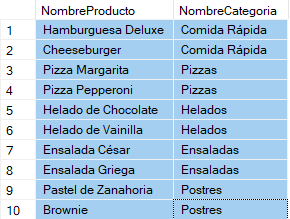 NombreProducto NombreCategoria
1 Hamburguesa Deluxe Comida Rápida
2 Cheeseburger Comida Rápida
3 Pizza Margarita Pizzas
4 Pizza Pepperoni Pizzas
5 Helado de Chocolate Helados
6 Helado de Vainilla Helados
7 Ensalada César Ensaladas
8 Ensalada Griega Ensaladas
9 Pastel de Zanahoria Postres
10 Brownie Postres